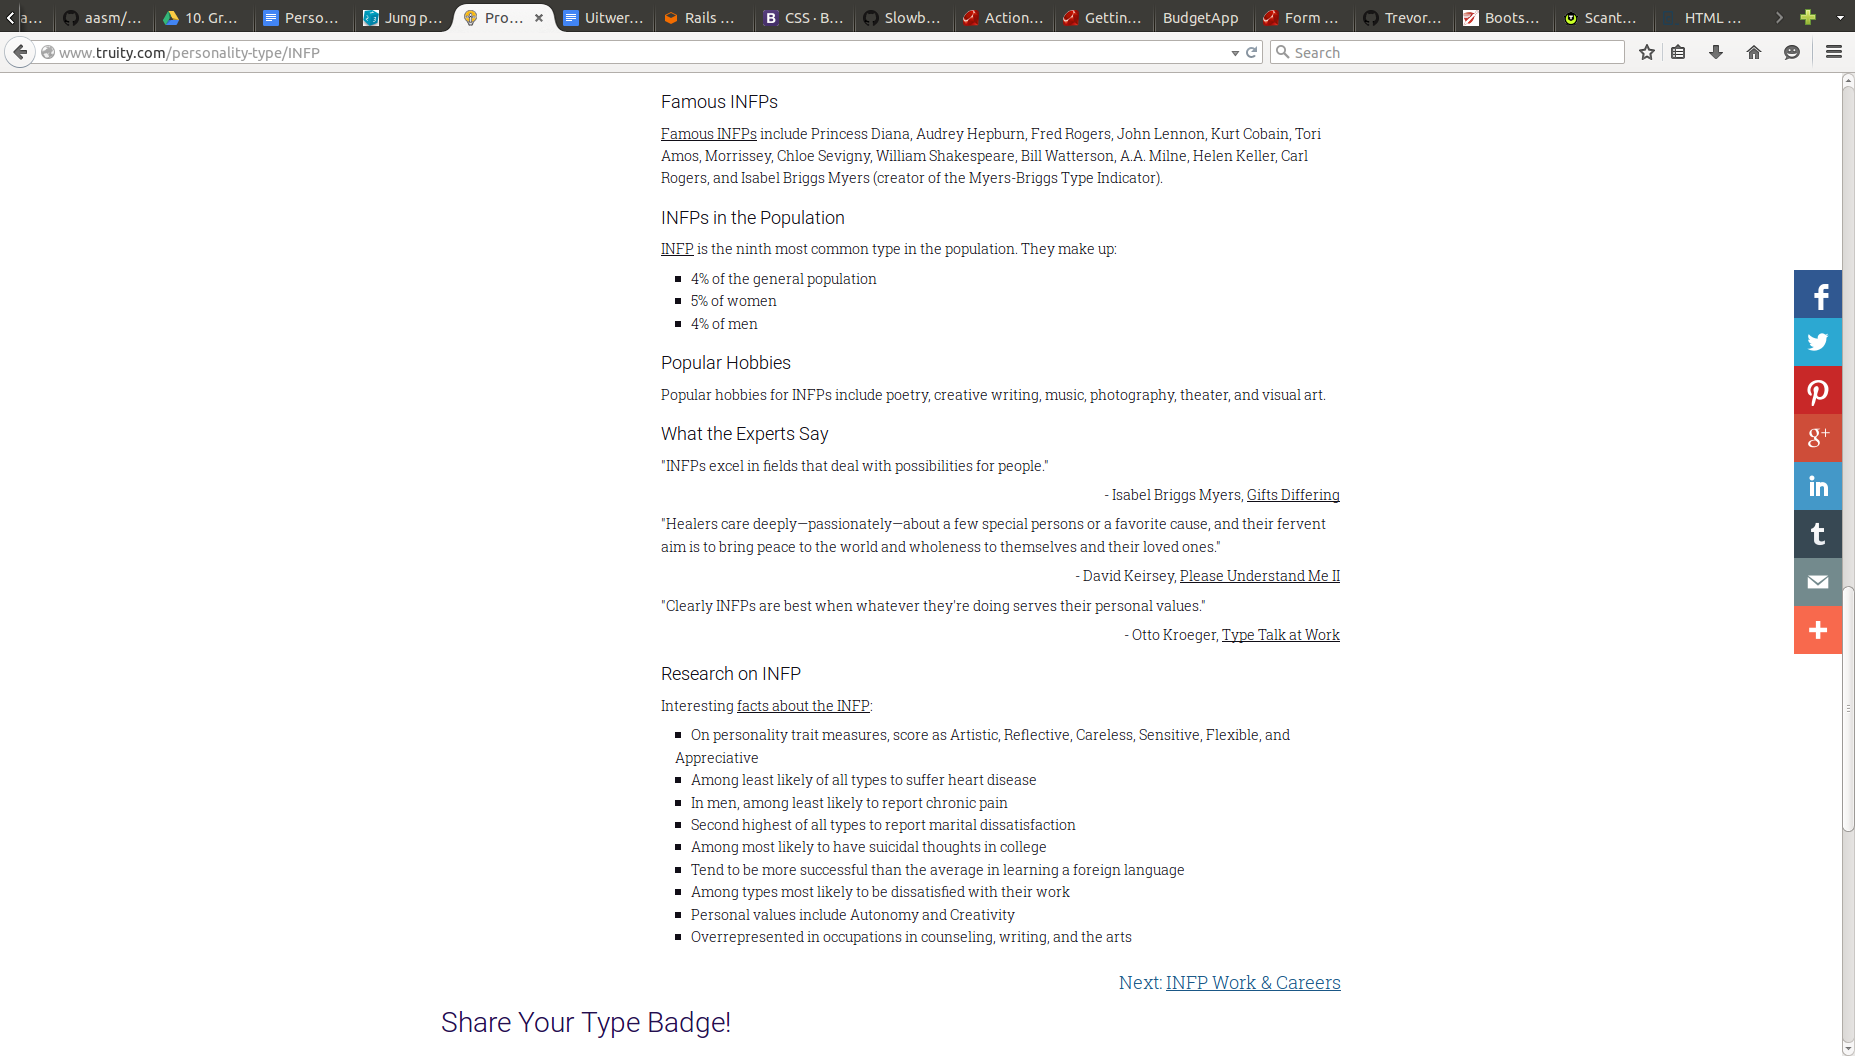 a...
aasm/...
10. Gr...
Perso...
Jung p...
Pro...
Uitwer...
Rails ...
CSS · B...
Slowb...
Action...
Gettin...
BudgetApp
Form ...
Trevor...
Boots...
Scant...
HTML ...
www.truity.com/personality-type/INFP
Search
Famous INFPs
Famous INFPs include Princess Diana, Audrey Hepburn, Fred Rogers, John Lennon, Kurt Cobain, Tori
Amos, Morrissey, Chloe Sevigny, William Shakespeare, Bill Watterson, A.A. Milne, Helen Keller, Carl
Rogers, and Isabel Briggs Myers (creator of the Myers-Briggs Type Indicator).
INFPs in the Population
INFP is the ninth most common type in the population. They make up:
4% of the general population
5% of women
4% of men
Popular Hobbies
Popular hobbies for INFPs include poetry, creative writing, music, photography, theater, and visual art.
What the Experts Say
"INFPs excel in fields that deal with possibilities for people."
- Isabel Briggs Myers, Gifts Differing
"Healers care deeply—passionately—about a few special persons or a favorite cause, and their fervent
aim is to bring peace to the world and wholeness to themselves and their loved ones."
- David Keirsey, Please Understand Me II
"Clearly INFPs are best when whatever they're doing serves their personal values."
- Otto Kroeger, Type Talk at Work
Research on INFP
Interesting facts about the INFP:
On personality trait measures, score as Artistic, Reflective, Careless, Sensitive, Flexible, and
Appreciative
Among least likely of all types to suffer heart disease
In men, among least likely to report chronic pain
Second highest of all types to report marital dissatisfaction
Among most likely to have suicidal thoughts in college
Tend to be more successful than the average in learning a foreign language
Among types most likely to be dissatisfied with their work
Personal values include Autonomy and Creativity
Overrepresented in occupations in counseling, writing, and the arts
Next: INFP Work & Careers
Share Your Type Badge!